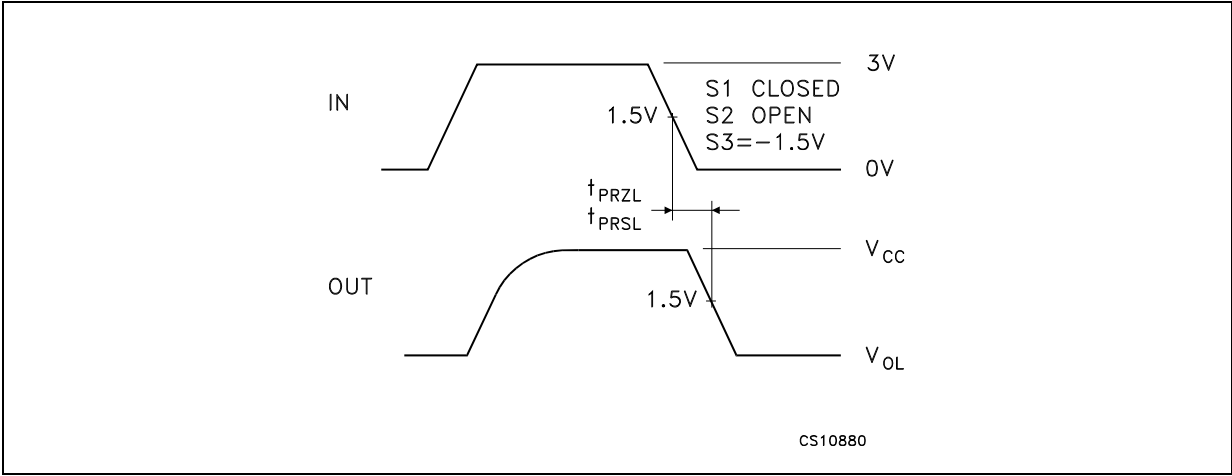 3V
IN
S1 CLOSED
1.5V
S2 OPEN
S3=−1.5V
0V
tPRZL
tPRSL
VCC
OUT
1.5V
VOL
CS10880